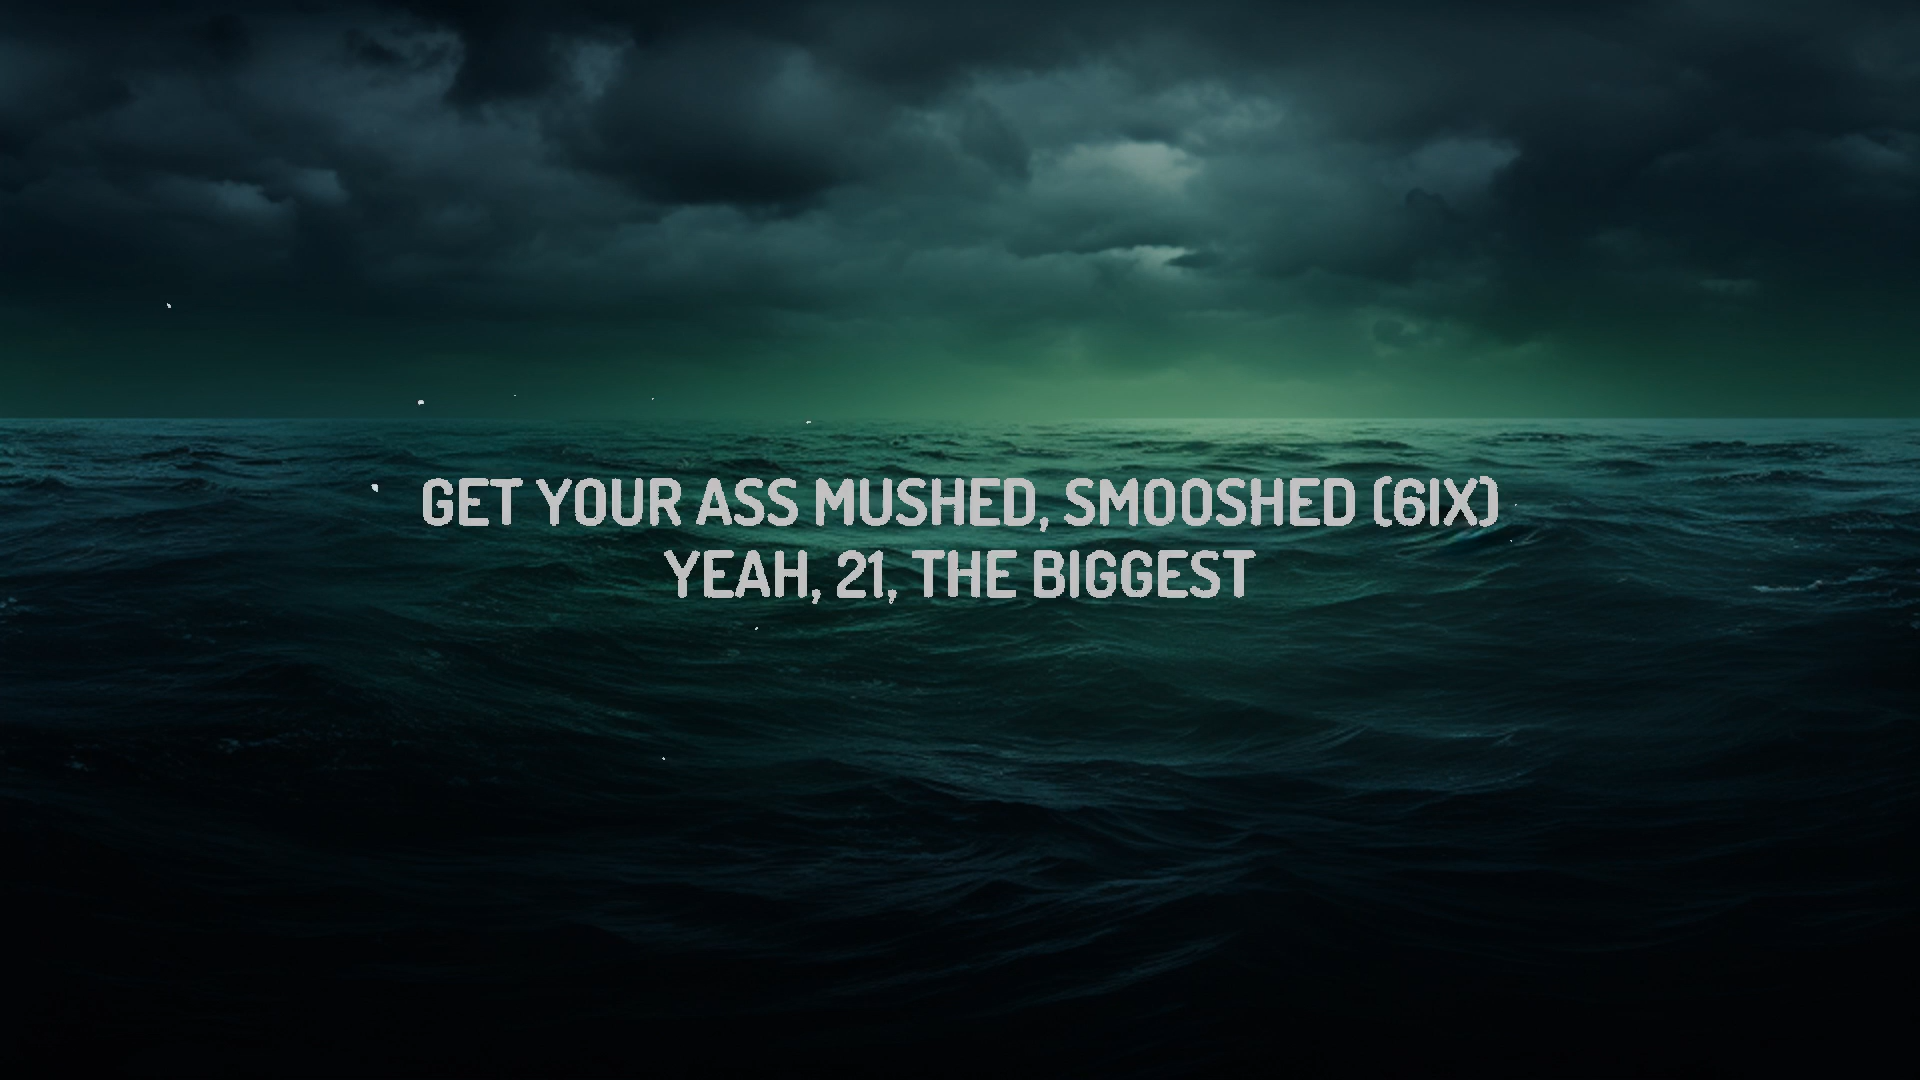 GET YOUR ASS MUSHED, SMOOSHED (6IX)
YEAH, 21, THE BIGGEST